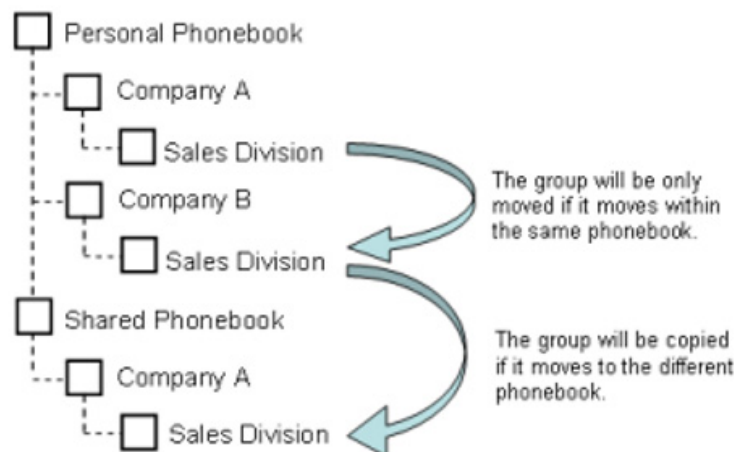 Personal Phonebook
Company A
Sales Division
Company B
Sales Division
Shared Phonebook
Company A
Sales Division
The group will be only
moved if it moves within
the same phonebook.
The group will be copied
if it moves to the different
phonebook.